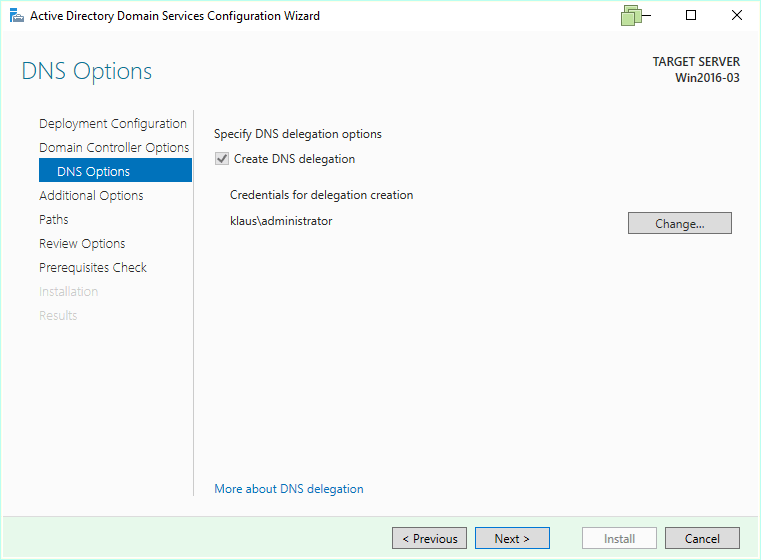 Active Directory Domain Services Configuration Wizard
DNS Options
TARGET SERVER
Win2016-03
Deployment Configuration
Domain Controller Options
DNS Options
Additional Options
Paths
Review Options
Prerequisites Check
Installation
Results
Specify DNS delegation options
Create DNS delegation
Credentials for delegation creation
klaus\administrator
Change...
More about DNS delegation
< Previous
Next >
Install
Cancel